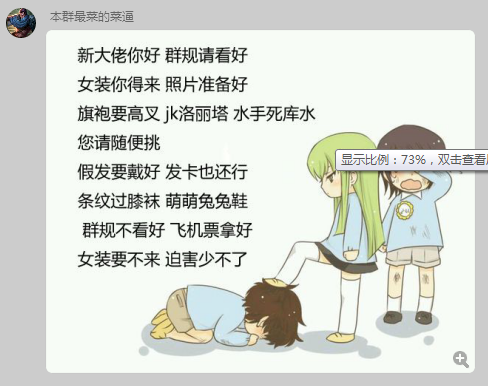 本群最菜的菜逼
新大佬你好 群规请看好
女装你得来 照片准备好
旗袍要高叉 jk洛丽塔 水手死库水
您请随便挑
显示比例：73%，双击查看
假发要戴好 发卡也还行
条纹过膝袜 萌萌兔兔鞋
群规不看好 飞机票拿好
女装要不来 迫害少不了